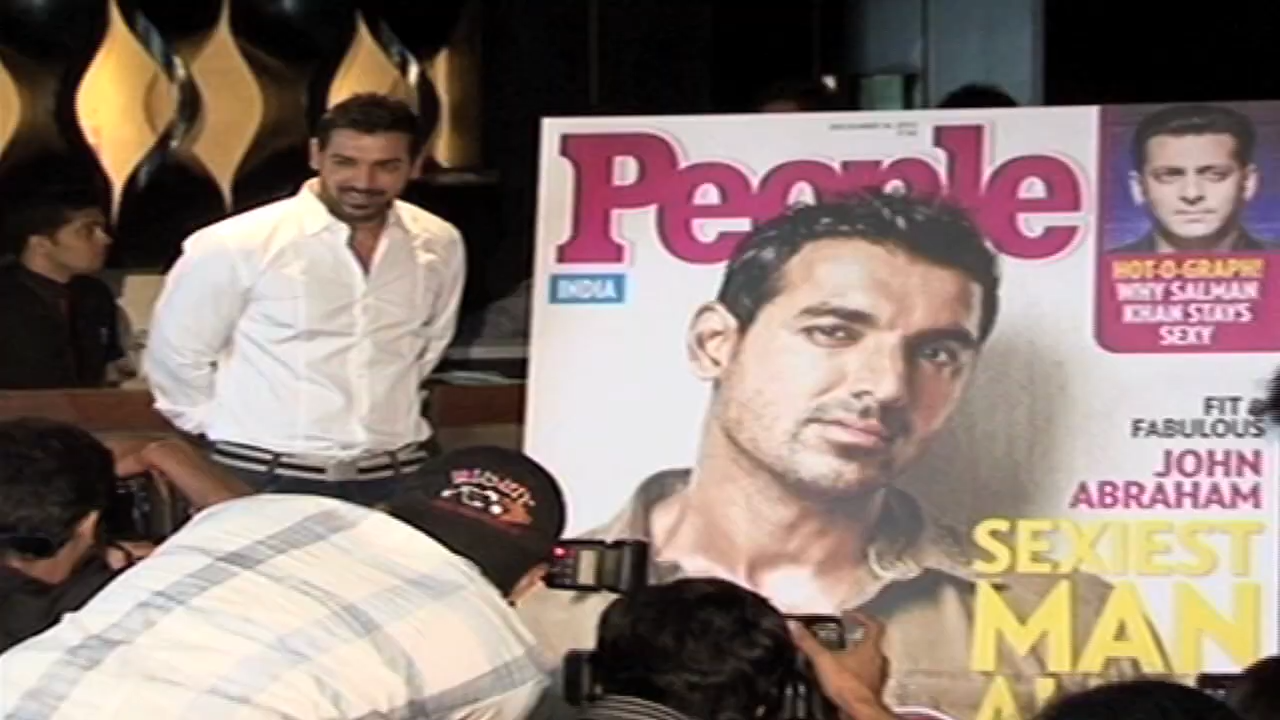 People
INDIA
HOT-O-GRAPH!
WHY SALMAN
KHAN STAYS
SEXY
FIT &
FABULOUS
JOHN
ABRAHAM
SEXIEST
MAN